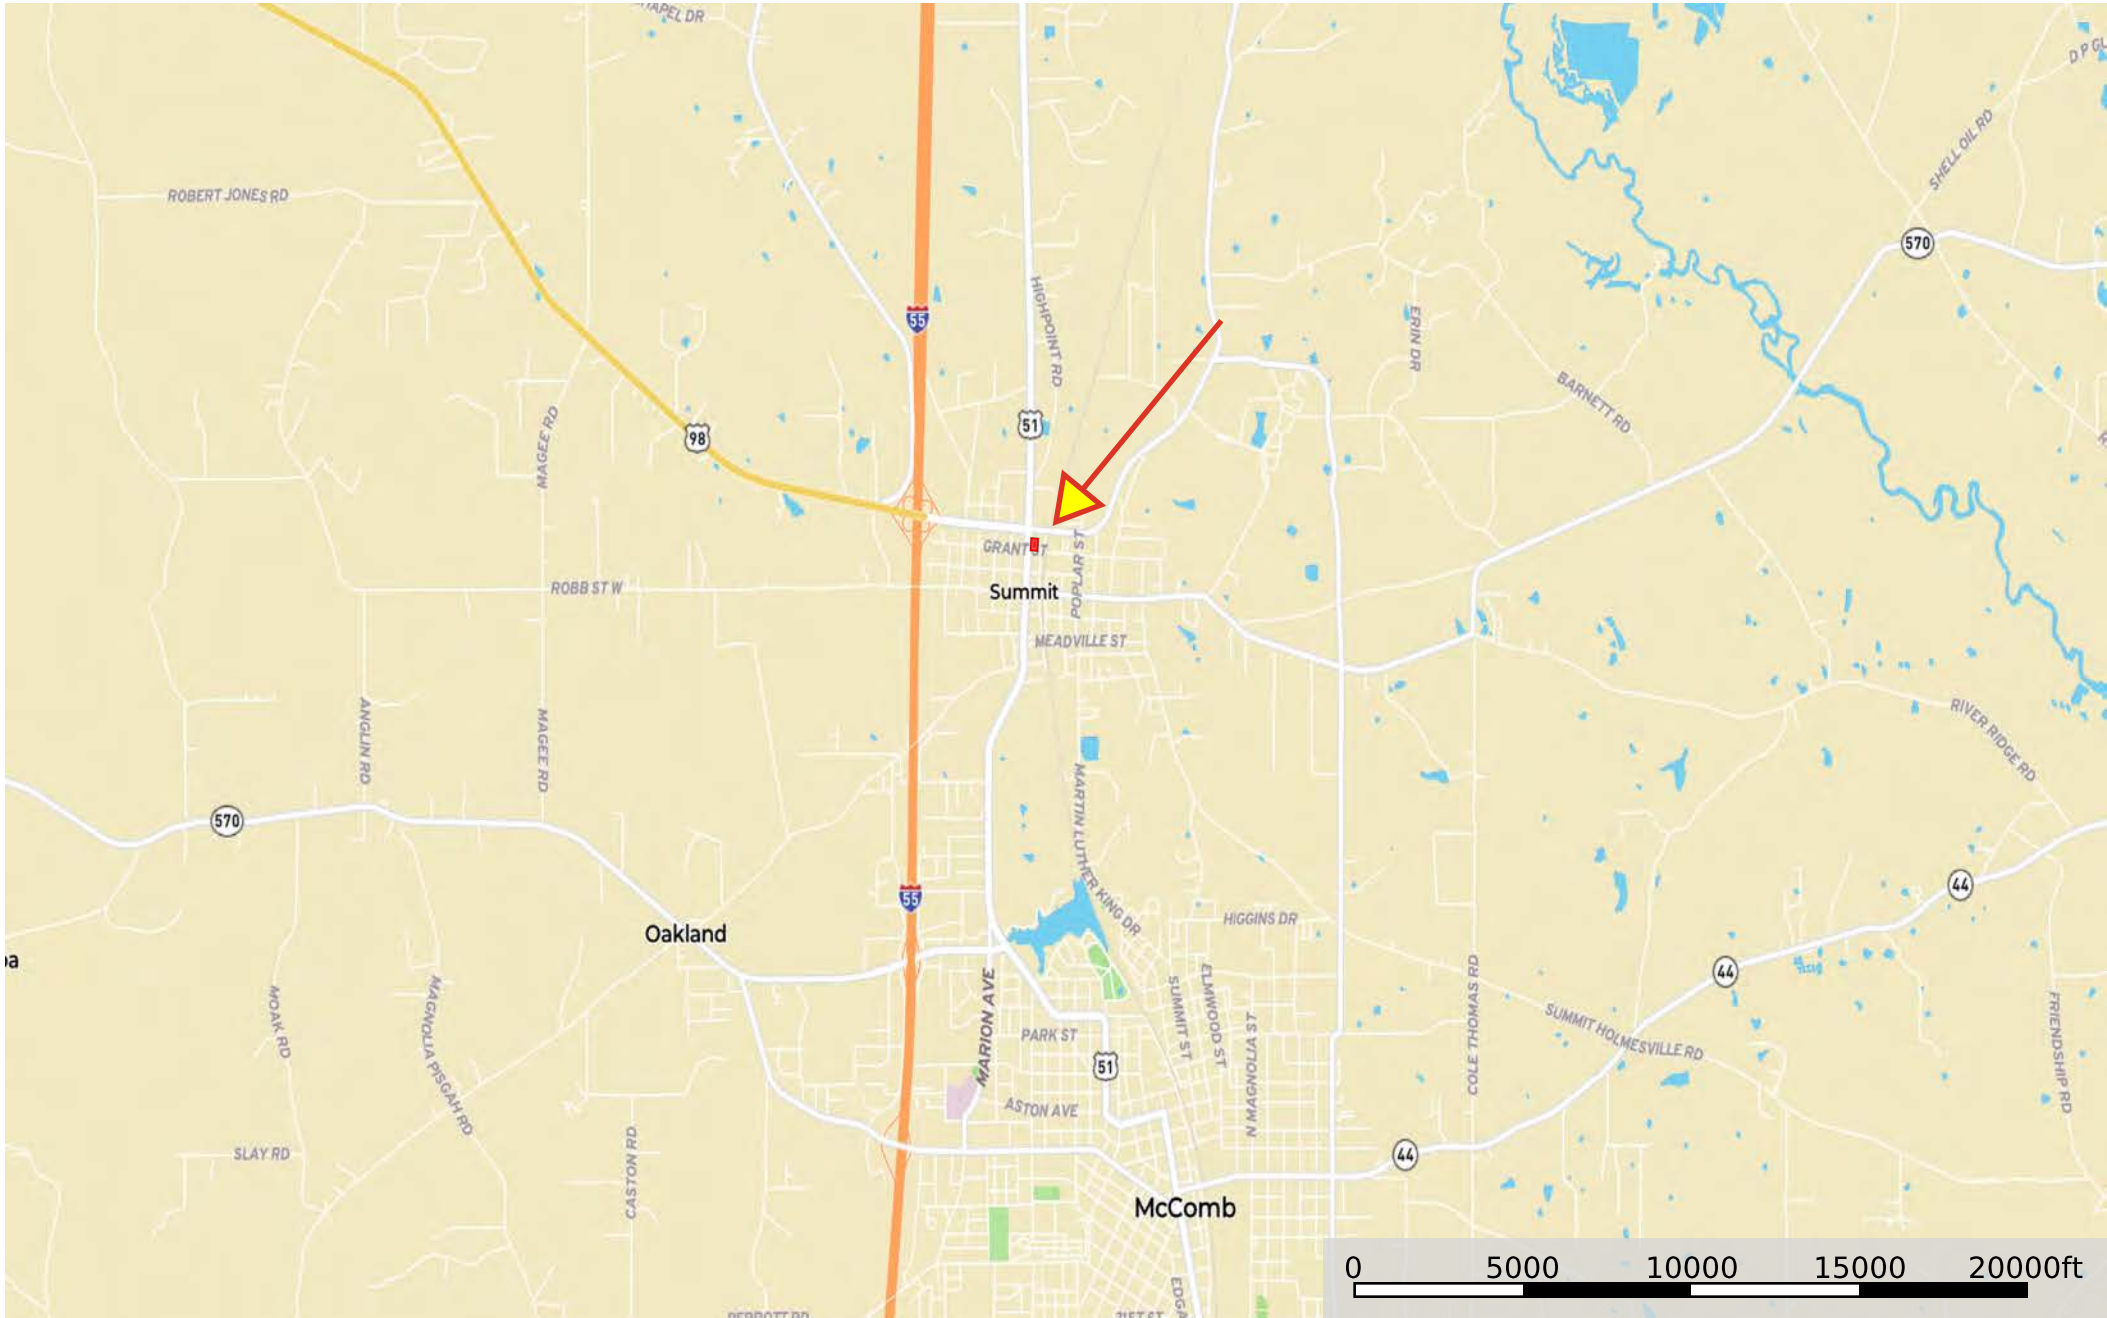 CHAPEL DR
D P GU
SHELL OIL RD
ROBERT JONES RD
570
55
HIGHPOINT RD
ERIN DR
BARNETT RD
51
98
MAGEE RD
GRANT ST
POPLAR ST
ROBB ST W
Summit
MEADVILLE ST
ANGLIN RD
MAGEE RD
RIVER RIDGE RD
MARTIN LUTHER KING DR
570
55
44
HIGGINS DR
Oakland
44
MOAK RD
MAGNOLIA PISGAH RD
MARION AVE
SUMMIT ST
ELMWOOD ST
N MAGNOLIA ST
COLE THOMAS RD
SUMMIT HOLMESVILLE RD
FRIENDSHIP RD
PARK ST
51
ASTON AVE
SLAY RD
CASTON RD
44
McComb
0 5000 10000 15000 20000ft